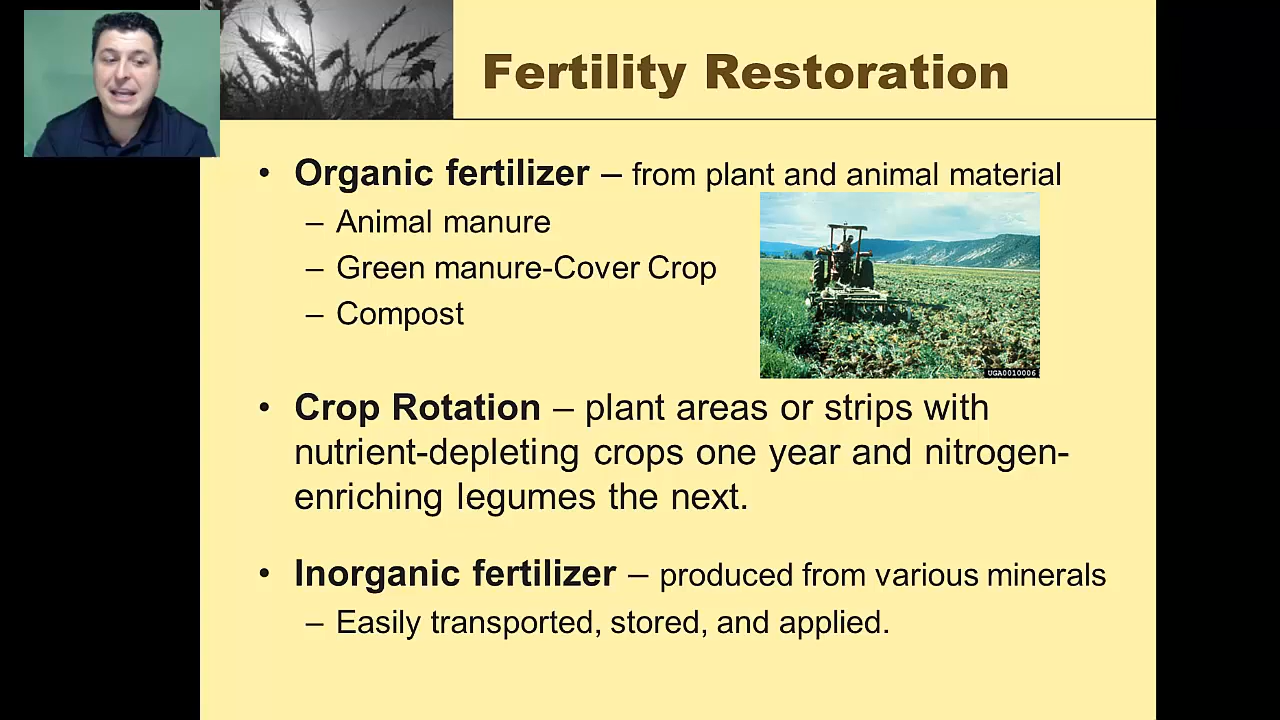 Fertility Restoration
• Organic fertilizer – from plant and animal material
– Animal manure
– Green manure-Cover Crop
– Compost
UGA0010006
• Crop Rotation – plant areas or strips with
nutrient-depleting crops one year and nitrogen-
enriching legumes the next.
• Inorganic fertilizer – produced from various minerals
– Easily transported, stored, and applied.